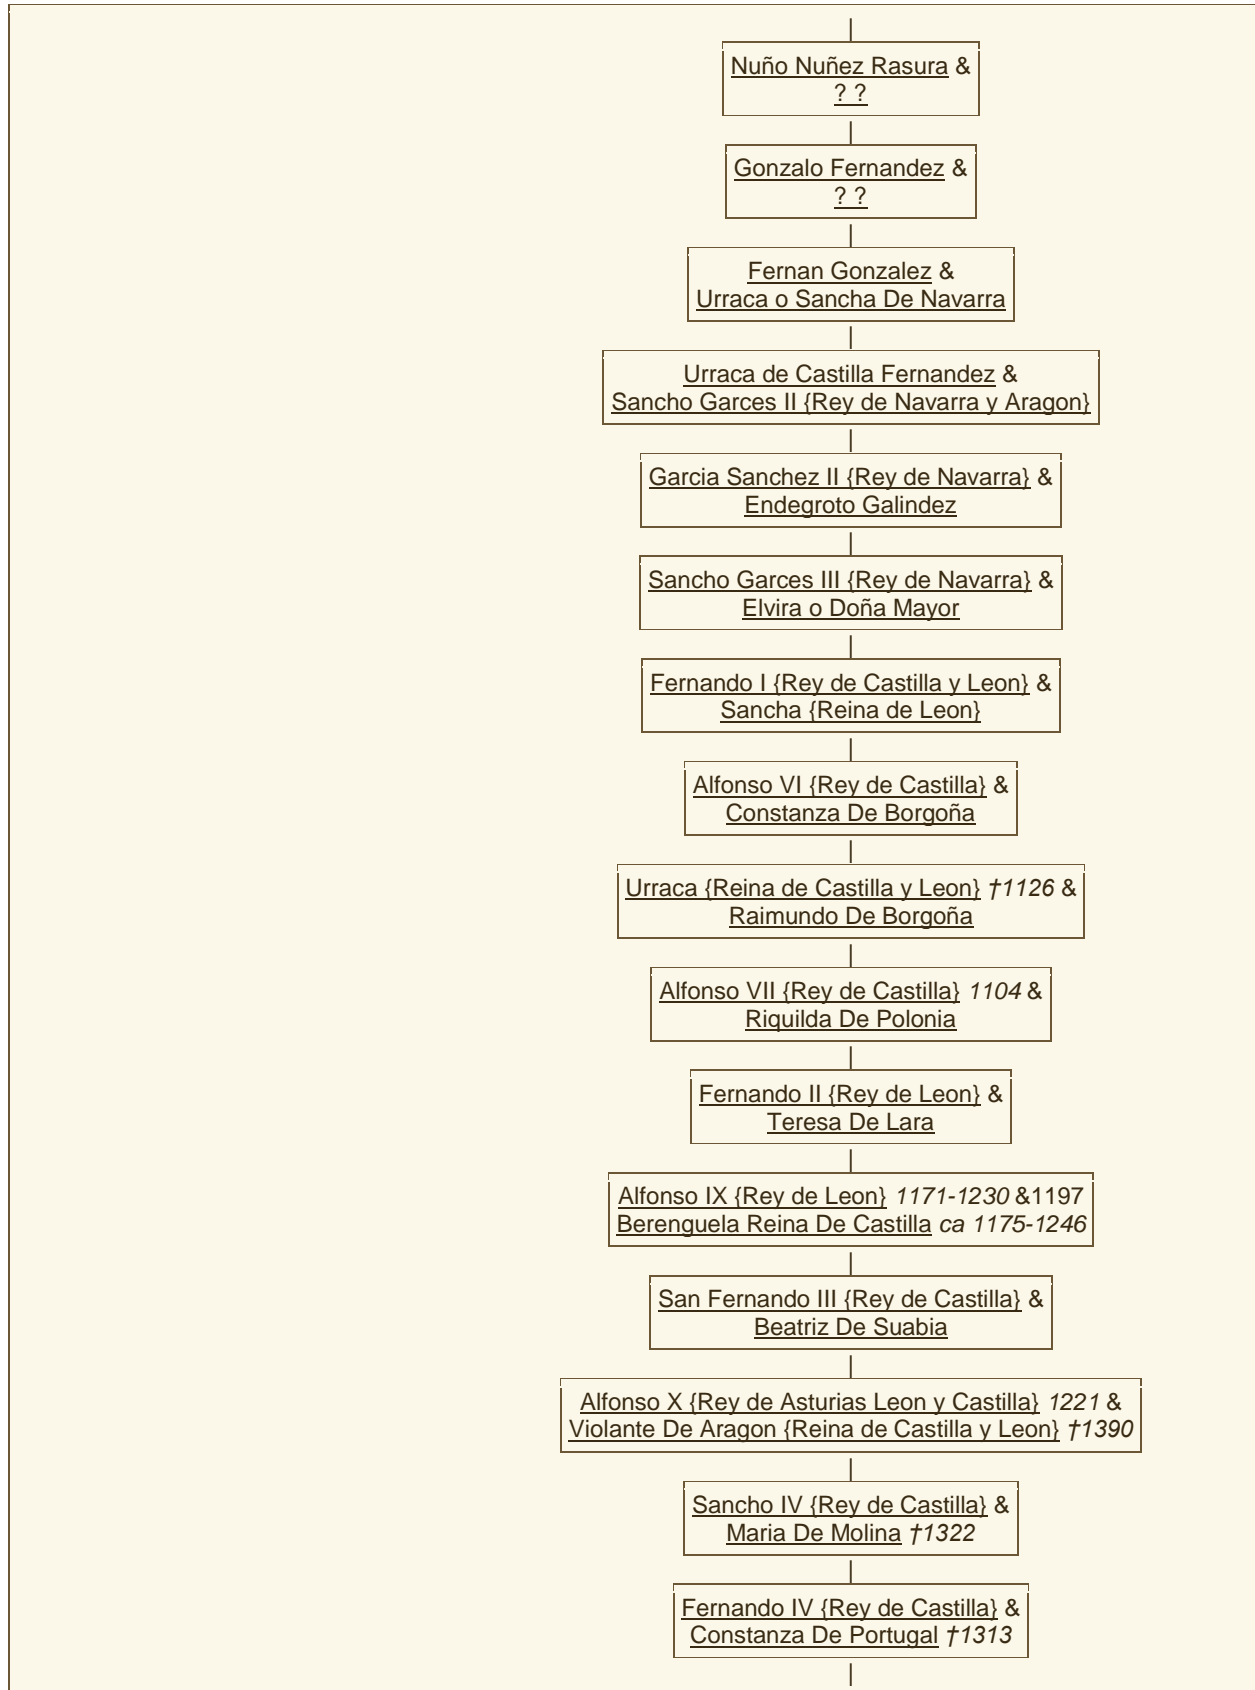 Nuño Nuñez Rasura &
? ?
Gonzalo Fernandez &
? ?
Fernan Gonzalez &
Urraca o Sancha De Navarra
Urraca de Castilla Fernandez &
Sancho Garces II {Rey de Navarra y Aragon}
Garcia Sanchez II {Rey de Navarra} &
Endegroto Galindez
Sancho Garces III {Rey de Navarra} &
Elvira o Doña Mayor
Fernando I {Rey de Castilla y Leon} &
Sancha {Reina de Leon}
Alfonso VI {Rey de Castilla} &
Constanza De Borgoña
Urraca {Reina de Castilla y Leon} †1126 &
Raimundo De Borgoña
Alfonso VII {Rey de Castilla} 1104 &
Riquilda De Polonia
Fernando II {Rey de Leon} &
Teresa De Lara
Alfonso IX {Rey de Leon} 1171-1230 &1197
Berenguela Reina De Castilla ca 1175-1246
San Fernando III {Rey de Castilla} &
Beatriz De Suabia
Alfonso X {Rey de Asturias Leon y Castilla} 1221 &
Violante De Aragon {Reina de Castilla y Leon} †1390
Sancho IV {Rey de Castilla} &
Maria De Molina †1322
Fernando IV {Rey de Castilla} &
Constanza De Portugal †1313